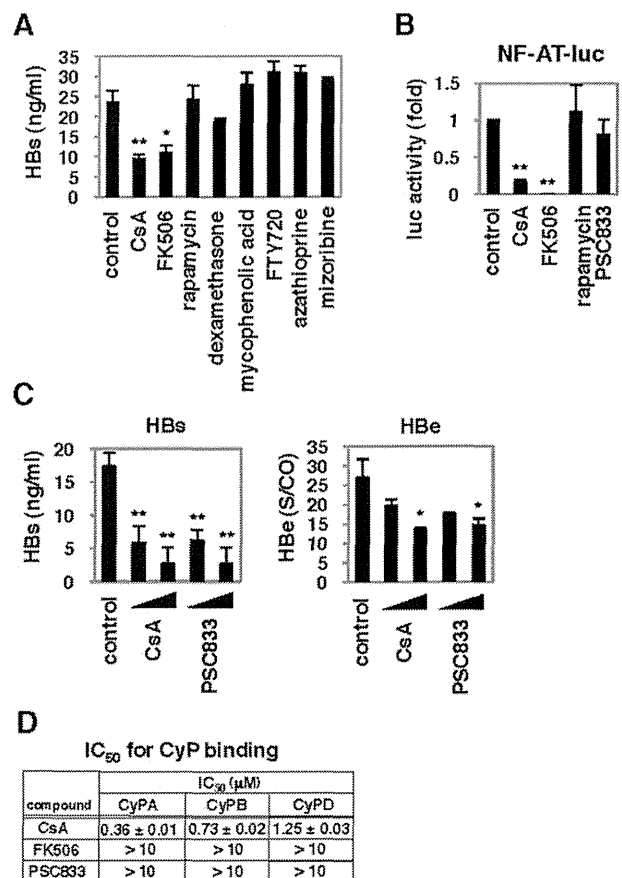 A
HBs (ng/ml)
35
30
25
20
15
10
5
0
**
*
control
CsA
FK506
rapamycin
dexamethasone
mycophenolic acid
FTY720
azathioprine
mizoribine
B
NF-AT-luc
luc activity (fold)
1.5
1
0.5
0
**
**
control
CsA
FK506
rapamycin
PSC833
C
HBs
HBs (ng/ml)
20
15
10
5
0
**
**
**
**
control
CsA
PSC833
HBe
HBe (S/CO)
35
30
25
20
15
10
5
0
*
*
control
CsA
PSC833
D
IC50 for CyP binding
IC50 (μM)
compound CyPA CyPB CyPD
CsA 0.36 ± 0.01 0.73 ± 0.02 1.25 ± 0.03
FK506 > 10 > 10 > 10
PSC833 > 10 > 10 > 10